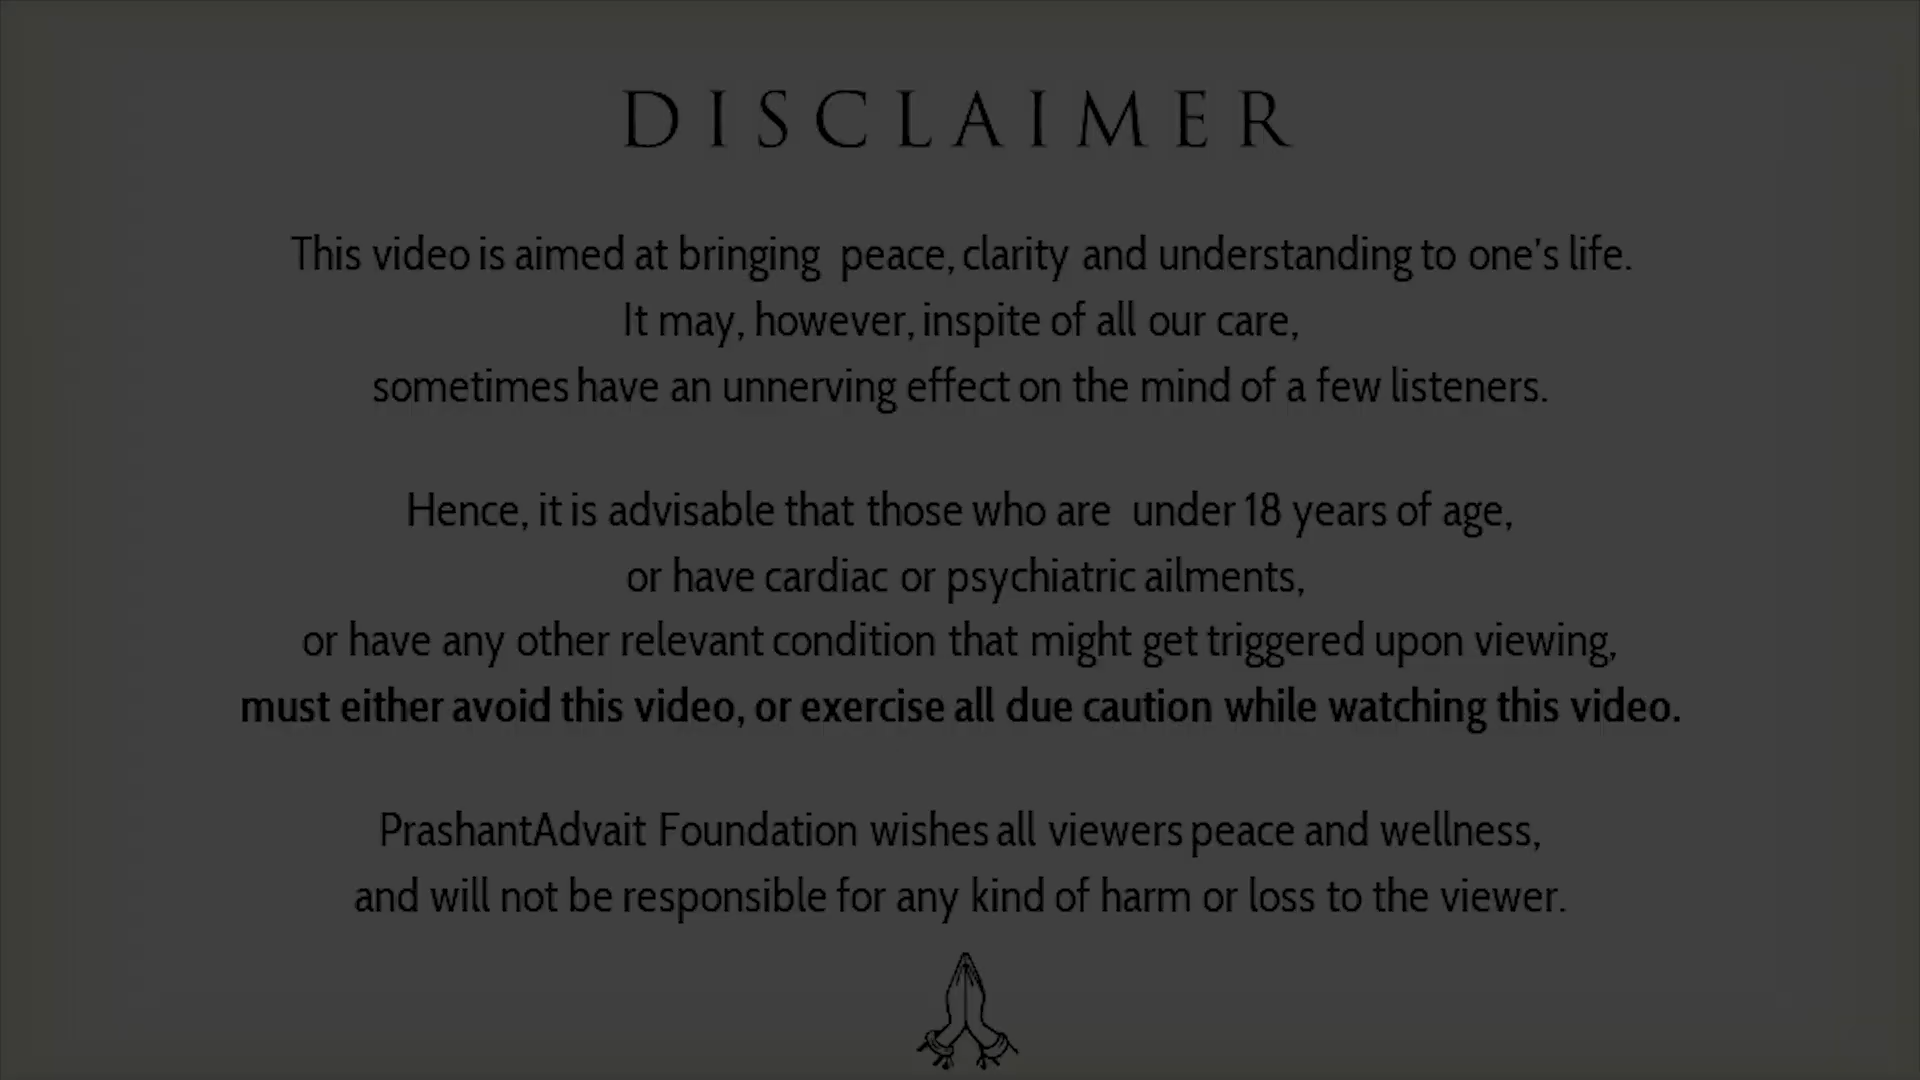 DISCLAIMER
This video is aimed at bringing peace, clarity and understanding to one's life.
It may, however, inspite of all our care,
sometimes have an unnerving effect on the mind of a few listeners.
Hence, it is advisable that those who are under 18 years of age,
or have cardiac or psychiatric ailments,
or have any other relevant condition that might get triggered upon viewing,
must either avoid this video, or exercise all due caution while watching this video.
PrashantAdvait Foundation wishes all viewers peace and wellness,
and will not be responsible for any kind of harm or loss to the viewer.